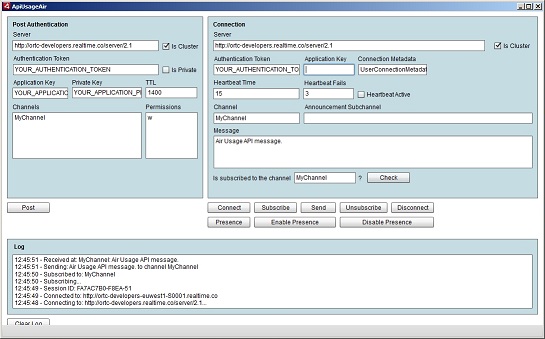 ApiUsageAir
Post Authentication
Server
http://ortc-developers.realtime.co/server/2.1
Is Cluster
Authentication Token
YOUR_AUTHENTICATION_TOKEN
Is Private
Application Key
Private Key
TTL
YOUR_APPLICATIC
YOUR_APPLICATION_PI
1400
Channels
Permissions
MyChannel
w
Post
Connection
Server
http://ortc-developers.realtime.co/server/2.1
Is Cluster
Authentication Token
Application Key
Connection Metadata
YOUR_AUTHENTICATION_TO
UserConnectionMetadat
Heartbeat Time
Heartbeat Fails
15
3
Heartbeat Active
Channel
Announcement Subchannel
MyChannel
Message
Air Usage API message.
Is subscribed to the channel
MyChannel
?
Check
Connect
Subscribe
Send
Unsubscribe
Disconnect
Presence
Enable Presence
Disable Presence
Log
12:45:51 - Received at: MyChannel: Air Usage API message.
12:45:51 - Sending: Air Usage API message. to channel MyChannel
12:45:50 - Subscribed to: MyChannel
12:45:50 - Subscribing...
12:45:49 - Session ID: FA7AC7B0-F8EA-51
12:45:49 - Connected to: http://ortc-developers-euwest1-S0001.realtime.co
12:45:48 - Connecting to: http://ortc-developers.realtime.co/server/2.1...
Clear Log